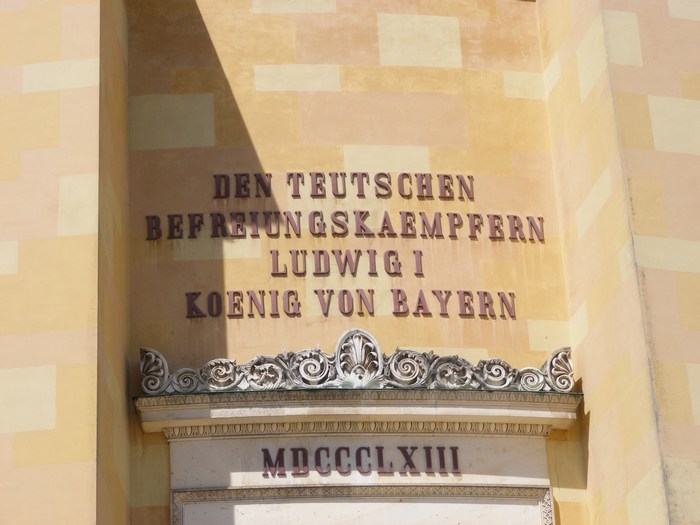 DEN TEUTSCHEN
BEFREIUNGSKAEMPFERN
LUDWIG I
KOENIG VON BAYERN
MDCCCLXIII